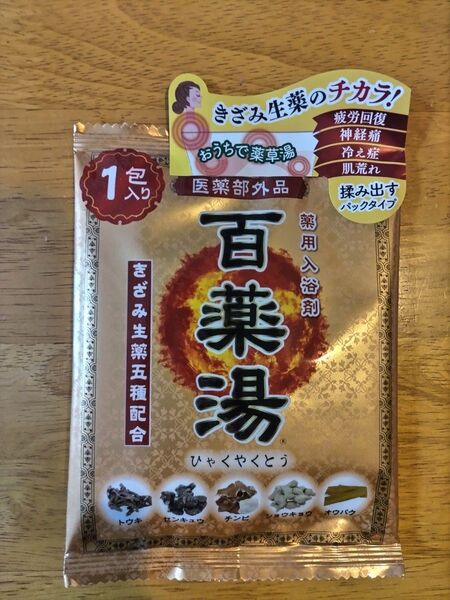 きざみ生薬のチカラ!
おうちで薬草湯
疲労回復
神経痛
冷え症
肌荒れ
揉み出す
パックタイプ
1包入り
医薬部外品
薬用入浴剤
百薬湯®
ひゃくやくとう
きざみ生薬五種配合
トウキ
センキュウ
チンピ
ショウキョウ
オウバク